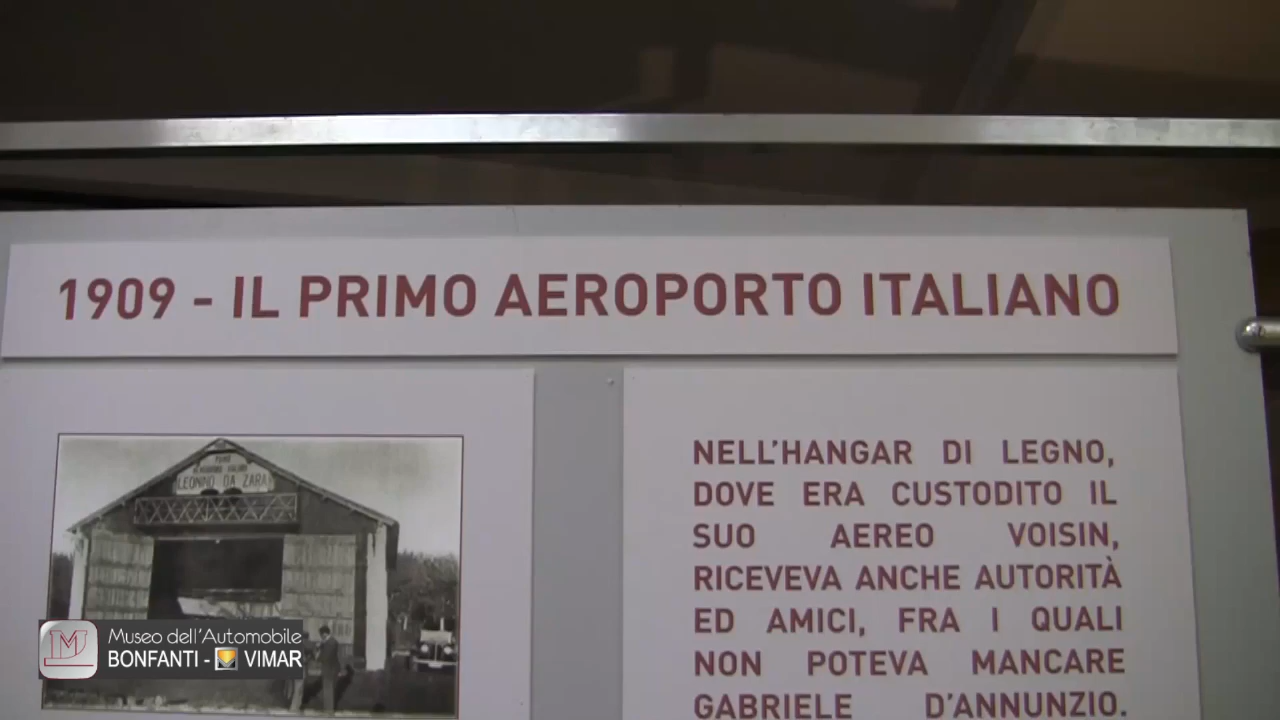 1909 - IL PRIMO AEROPORTO ITALIANO
LEONINO DA ZARA
NELL'HANGAR DI LEGNO,
DOVE ERA CUSTODITO IL
SUO AEREO VOISIN,
RICEVEVA ANCHE AUTORITÀ
ED AMICI, FRA I QUALI
NON POTEVA MANCARE
GABRIELE D'ANNUNZIO.
Museo dell'Automobile
BONFANTI - VIMAR